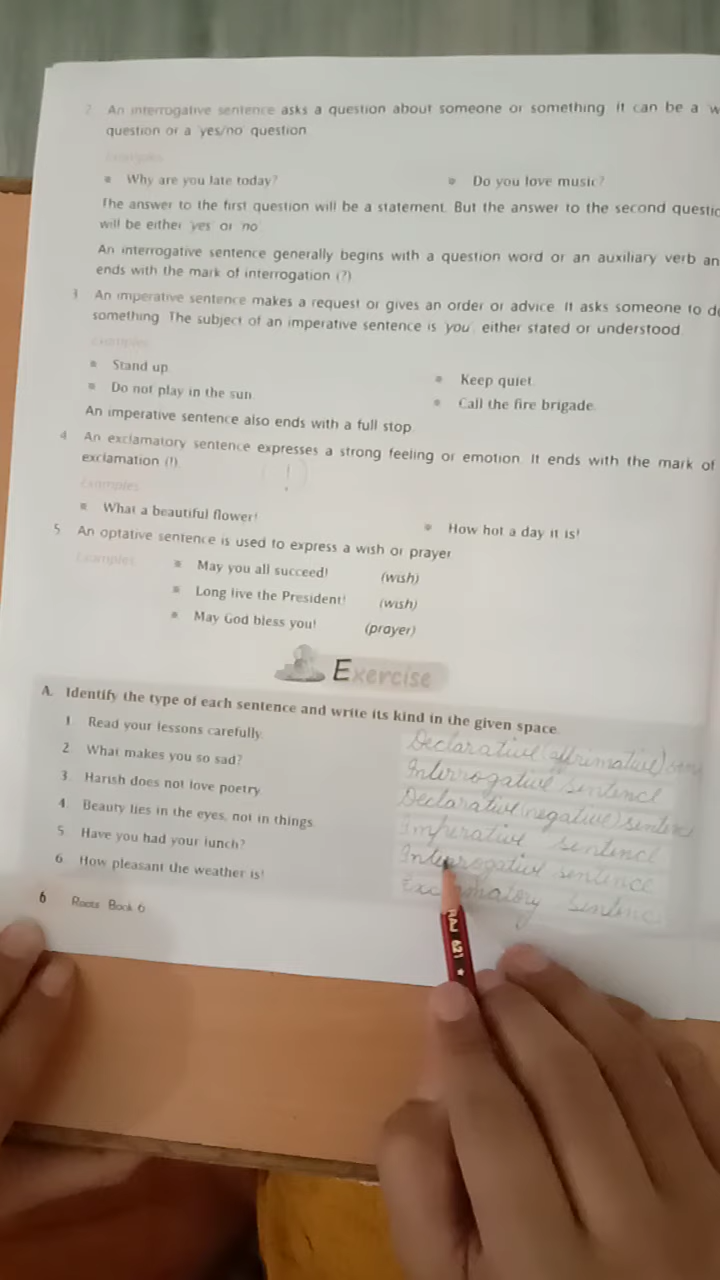 2 An interrogative sentence asks a question about someone or something. It can be a
question or a 'yes/no' question
Examples
Why are you late today?
Do you love music?
The answer to the first question will be a statement. But the answer to the second
will be either 'yes' or 'no'
An interrogative sentence generally begins with a question word or an auxiliary verb
ends with the mark of interrogation (?)
3 An imperative sentence makes a request or gives an order or advice. It asks someone to
something. The subject of an imperative sentence is you either stated or understood.
Examples
Stand up
Keep quiet.
Do not play in the sun
Call the fire brigade.
An imperative sentence also ends with a full stop.
4 An exclamatory sentence expresses a strong feeling or emotion. It ends with the mark of
exclamation (!)
(!)
Examples
What a beautiful flower!
How hot a day it is!
5 An optative sentence is used to express a wish or prayer
Examples
May you all succeed! (wish)
Long live the President! (wish)
May God bless you! (prayer)
Exercise
A. Identify the type of each sentence and write its kind in the given space.
1. Read your lessons carefully. Declarative (affirmative)
2. What makes you so sad? Interrogative sentence
3. Harish does not love poetry. Declarative (negative) sentence
4. Beauty lies in the eyes, not in things. Imperative sentence
5. Have you had your lunch? Interrogative sentence
6. How pleasant the weather is! Exclamatory
6 Roots Book 6
RAJ 621